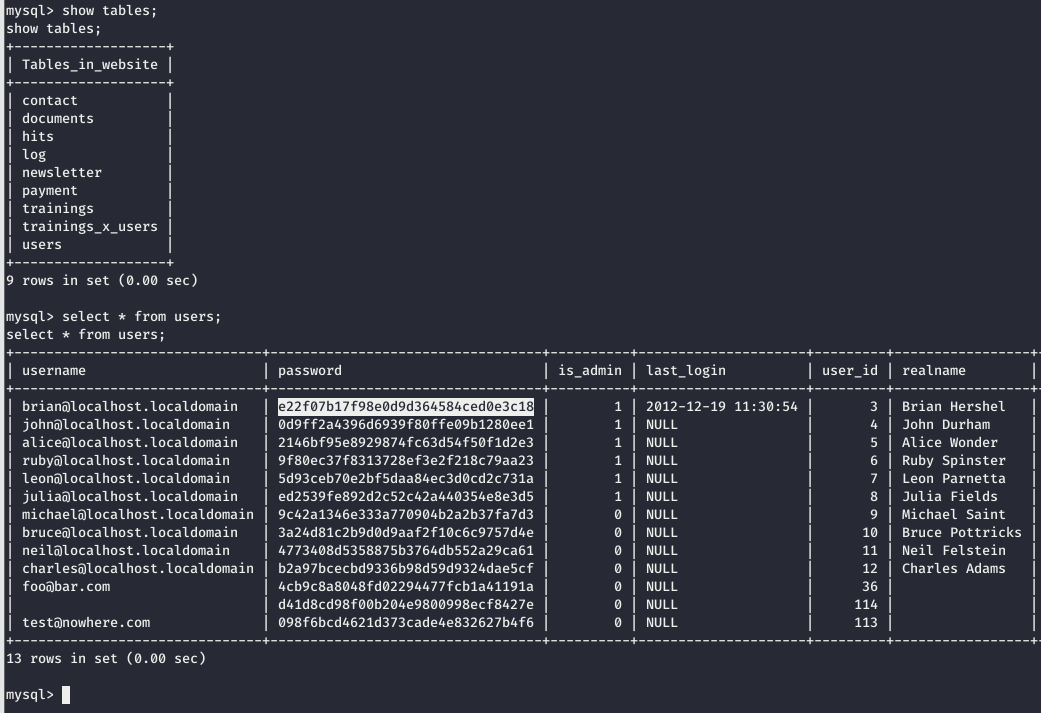 mysql> show tables;
show tables;
+-------------------+
| Tables_in_website |
+-------------------+
| contact           |
| documents         |
| hits              |
| log               |
| newsletter        |
| payment           |
| trainings         |
| trainings_x_users |
| users             |
+-------------------+
9 rows in set (0.00 sec)
mysql> select * from users;
select * from users;
+------------------------------+----------------------------------+----------+---------------------+---------+-----------------+
| username                     | password                         | is_admin | last_login          | user_id | realname        |
+------------------------------+----------------------------------+----------+---------------------+---------+-----------------+
| brian@localhost.localdomain   | e22f07b17f98e0d9d364584ced0e3c18 |        1 | 2012-12-19 11:30:54 |       3 | Brian Hershel   |
| john@localhost.localdomain    | 0d9ff2a4396d6939f80ffe09b1280ee1 |        1 | NULL                |       4 | John Durham     |
| alice@localhost.localdomain   | 2146bf95e8929874fc63d54f50f1d2e3 |        1 | NULL                |       5 | Alice Wonder    |
| ruby@localhost.localdomain    | 9f80ec37f8313728ef3e2f218c79aa23 |        1 | NULL                |       6 | Ruby Spinster   |
| leon@localhost.localdomain    | 5d93ceb70e2bf5daa84ec3d0cd2c731a |        1 | NULL                |       7 | Leon Parnetta   |
| julia@localhost.localdomain   | ed2539fe892d2c52c42a440354e8e3d5 |        1 | NULL                |       8 | Julia Fields    |
| michael@localhost.localdomain | 9c42a1346e333a770904b2a2b37fa7d3 |        0 | NULL                |       9 | Michael Saint   |
| bruce@localhost.localdomain   | 3a24d81c2b9d0d9aaf2f10c6c9757d4e |        0 | NULL                |      10 | Bruce Pottricks |
| neil@localhost.localdomain    | 4773408d5358875b3764db552a29ca61 |        0 | NULL                |      11 | Neil Felstein   |
| charles@localhost.localdomain | b2a97bcecbd9336b98d59d9324dae5cf |        0 | NULL                |      12 | Charles Adams   |
| foo@bar.com                   | 4cb9c8a8048fd02294477fcb1a41191a |        0 | NULL                |      36 |                 |
|                               | d41d8cd98f00b204e9800998ecf8427e |        0 | NULL                |     114 |                 |
| test@nowhere.com              | 098f6bcd4621d373cade4e832627b4f6 |        0 | NULL                |     113 |                 |
+------------------------------+----------------------------------+----------+---------------------+---------+-----------------+
13 rows in set (0.00 sec)
mysql>